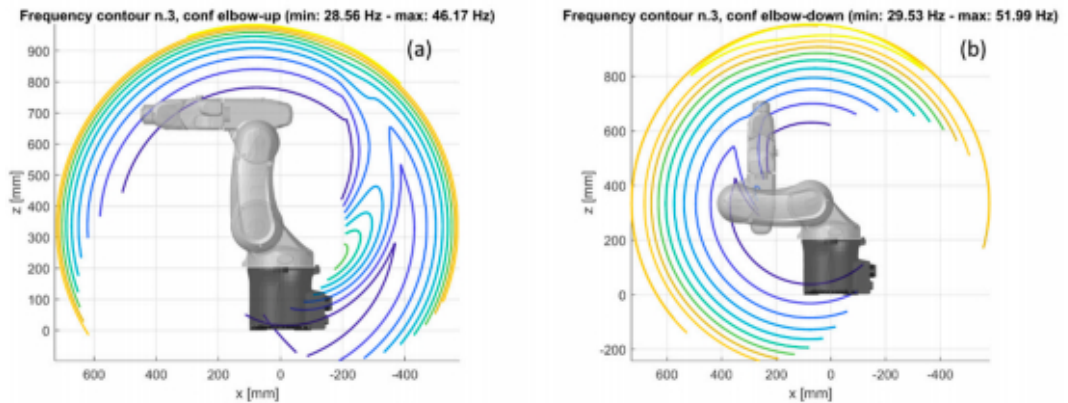 Frequency contour n.3, conf elbow-up (min: 28.56 Hz - max: 46.17 Hz)
(a)
900
800
700
600
500
400
300
200
100
0
z [mm]
600 400 200 0 -200 -400
x [mm]
Frequency contour n.3, conf elbow-down (min: 29.53 Hz - max: 51.99 Hz)
(b)
800
600
400
200
0
-200
z [mm]
600 400 200 0 -200 -400
x [mm]